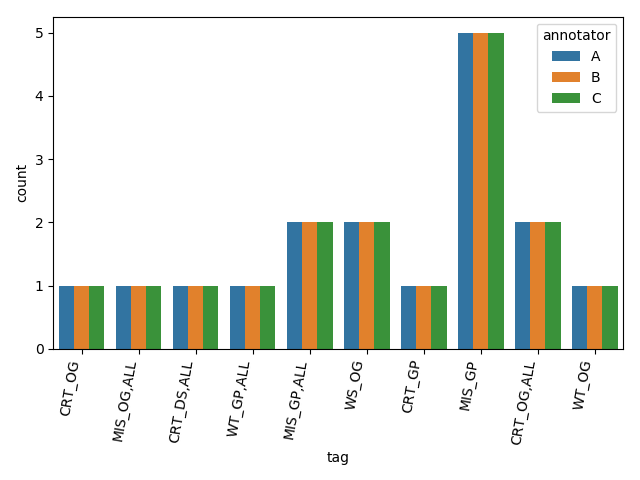 annotator
A
B
C
5
4
3
2
1
0
count
CRT_OG
MIS_OG,ALL
CRT_DS,ALL
WT_GP,ALL
MIS_GP,ALL
WS_OG
CRT_GP
MIS_GP
CRT_OG,ALL
WT_OG
tag